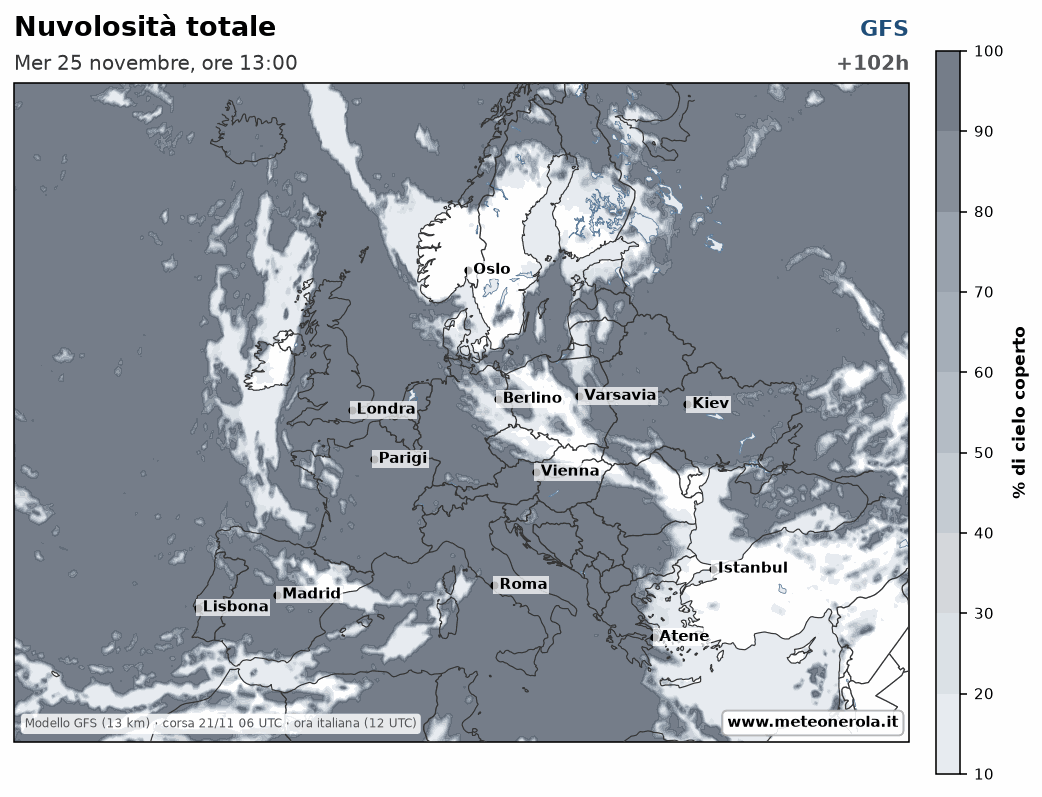 Nuvolosità totale
GFS
Mer 25 novembre, ore 13:00
+102h
100
90
80
70
60
50
40
30
20
10
% di cielo coperto
Oslo
Berlino
Varsavia
Kiev
Londra
Parigi
Vienna
Istanbul
Roma
Madrid
Lisbona
Atene
Modello GFS (13 km) · corsa 21/11 06 UTC · ora italiana (12 UTC)
www.meteonerola.it